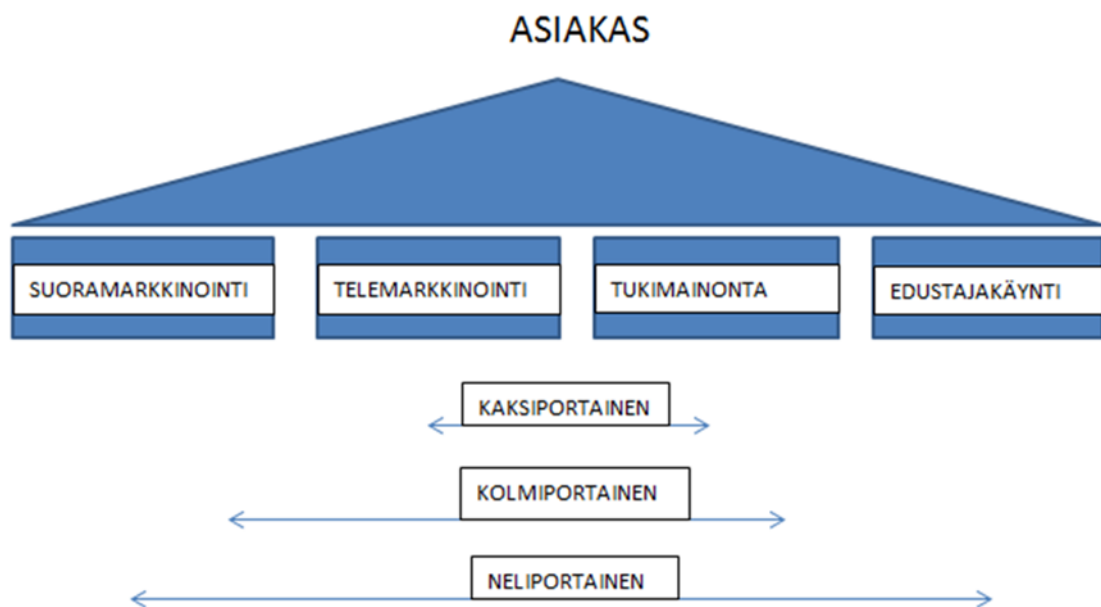 ASIAKAS
SUORAMARKKINOINTI
TELEMARKKINOINTI
TUKIMAINONTA
EDUSTAJAKÄYNTI
KAKSIPORTAINEN
KOLMIPORTAINEN
NELIPORTAINEN